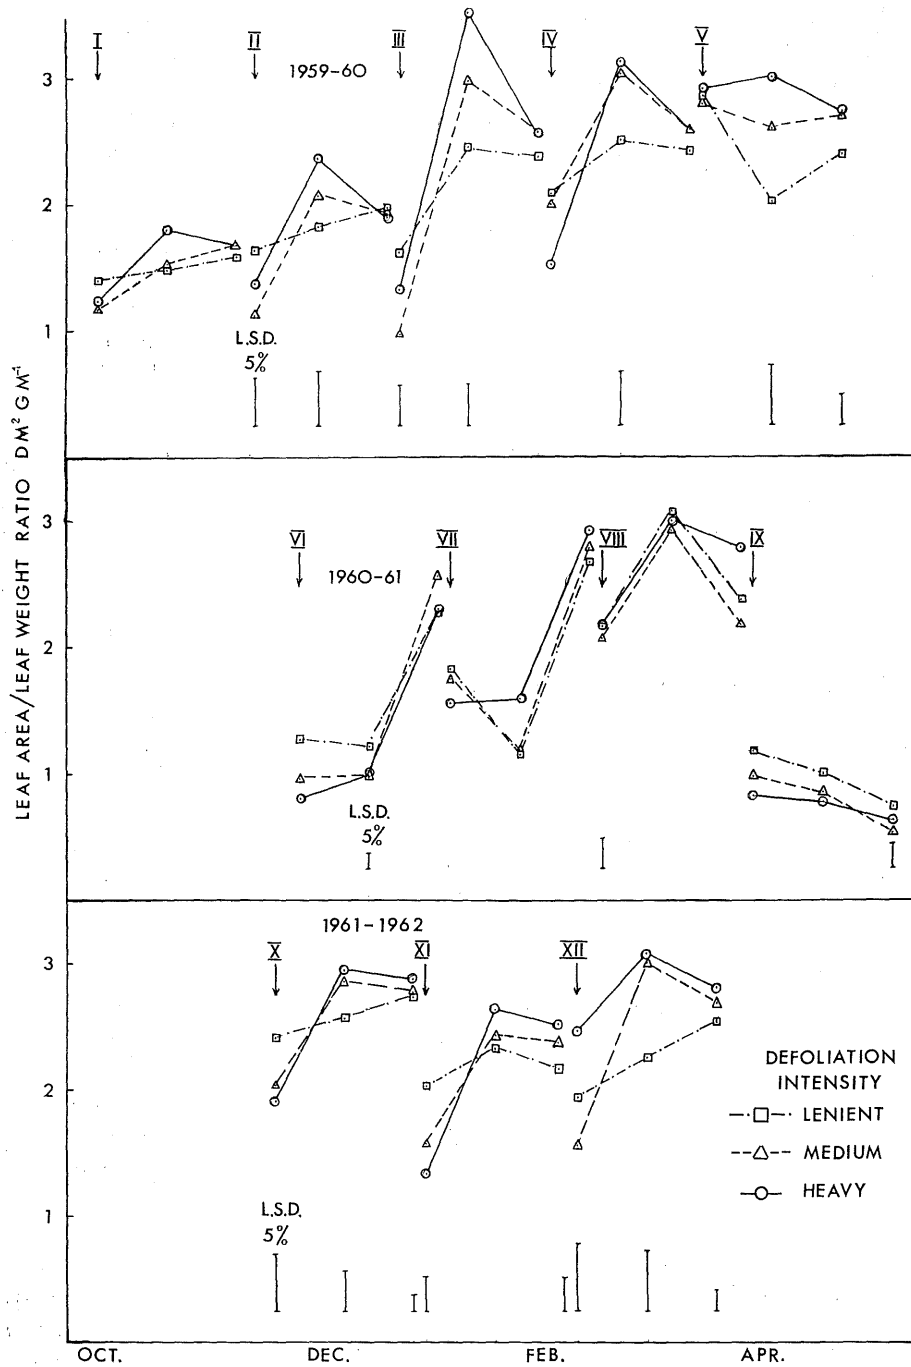 I
II
III
IV
V
1959-60
3
2
1
L.S.D.
5%
LEAF AREA/LEAF WEIGHT RATIO DM² GM⁻¹
3
VI
VII
VIII
IX
1960-61
2
1
L.S.D.
5%
1961-1962
X
XI
XII
3
2
1
DEFOLIATION
INTENSITY
LENIENT
MEDIUM
HEAVY
L.S.D.
5%
OCT. DEC. FEB. APR.